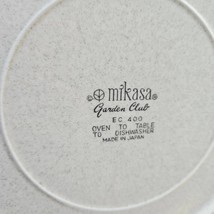 © mikasa ®
Garden Club
EC 400
OVEN TO TABLE
TO DISHWASHER
MADE IN JAPAN